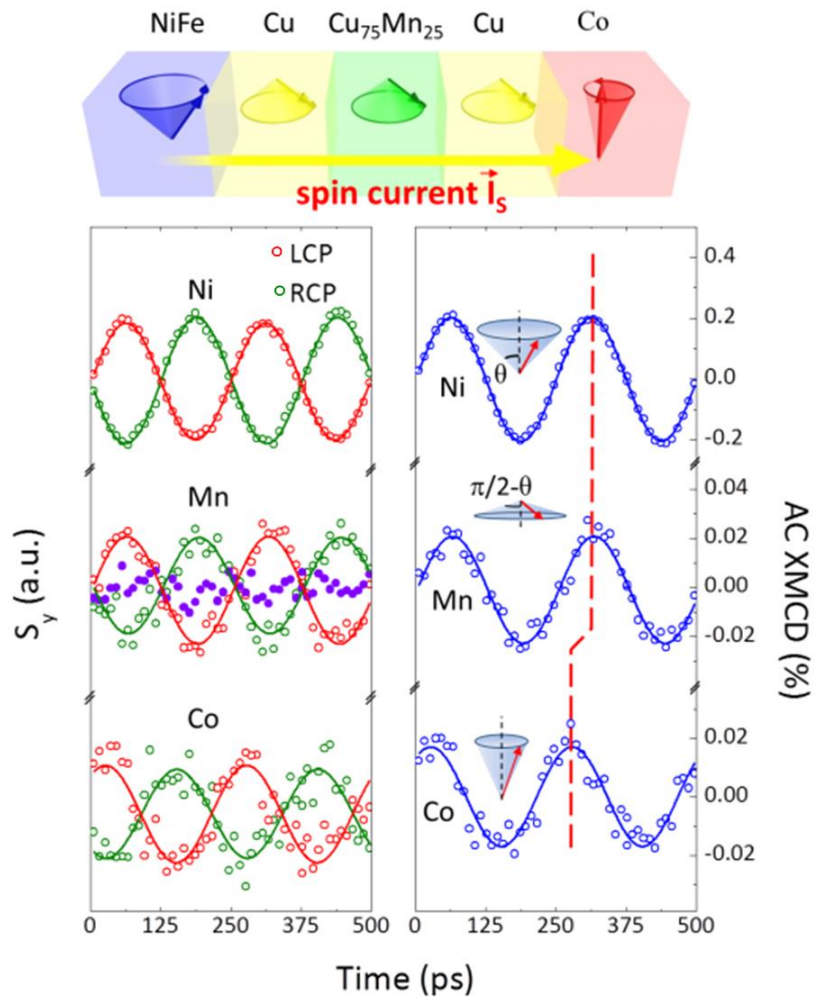 NiFe Cu Cu₇₅Mn₂₅ Cu Co
spin current I⃗_S
LCP
RCP
Ni
Mn
Co
S_y (a.u.)
0 125 250 375 500
θ
Ni
π/2-θ
Mn
Co
0.4
0.2
0.0
-0.2
0.04
0.02
0.00
-0.02
0.02
0.00
-0.02
AC XMCD (%)
0 125 250 375 500
Time (ps)